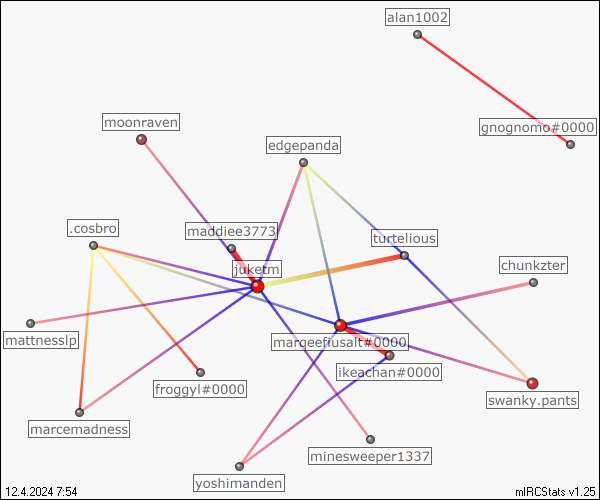 alan1002
moonraven
gnognomo#0000
edgepanda
.cosbro
maddiee3773
turtelious
juketm
chunkzter
mattnesslp
marqeefiusalt#0000
ikeachan#0000
froggyl#0000
swanky.pants
marcemadness
minesweeper1337
yoshimanden
12.4.2024 7:54
mIRCStats v1.25